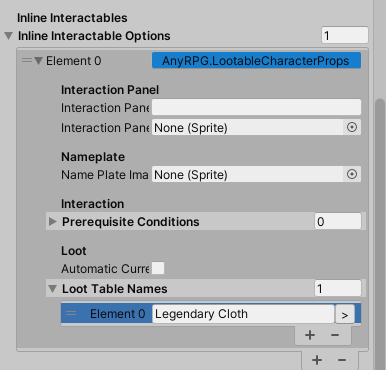 Inline Interactables
Inline Interactable Options 1
Element 0 AnyRPG.LootableCharacterProps
Interaction Panel
Interaction Pane
Interaction Pane None (Sprite)
Nameplate
Name Plate Ima None (Sprite)
Interaction
Prerequisite Conditions 0
Loot
Automatic Curre
Loot Table Names 1
Element 0 Legendary Cloth >
+ −
+ −